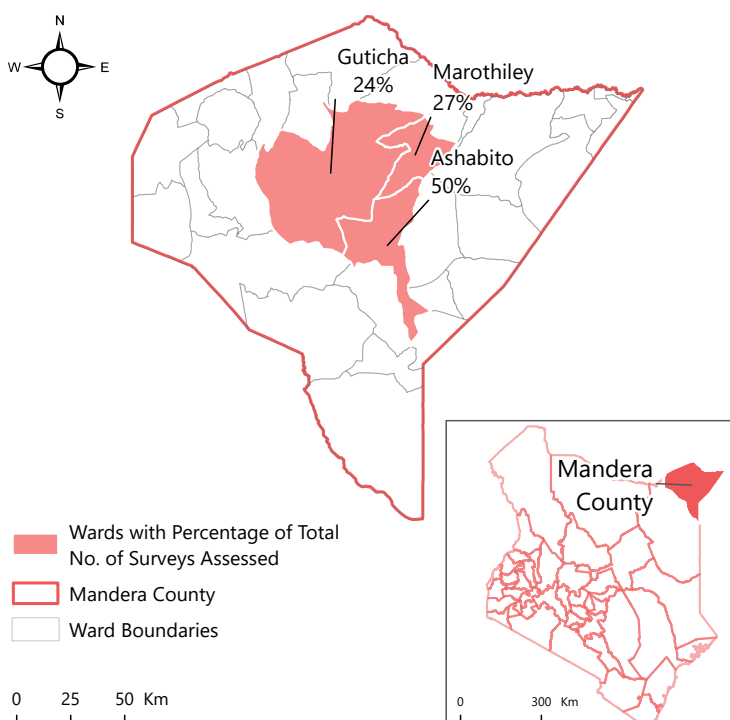 N
W
E
S
Guticha
24%
Marothiley
27%
Ashabito
50%
Mandera
County
Wards with Percentage of Total
No. of Surveys Assessed
Mandera County
Ward Boundaries
0 25 50 Km
0 300 Km